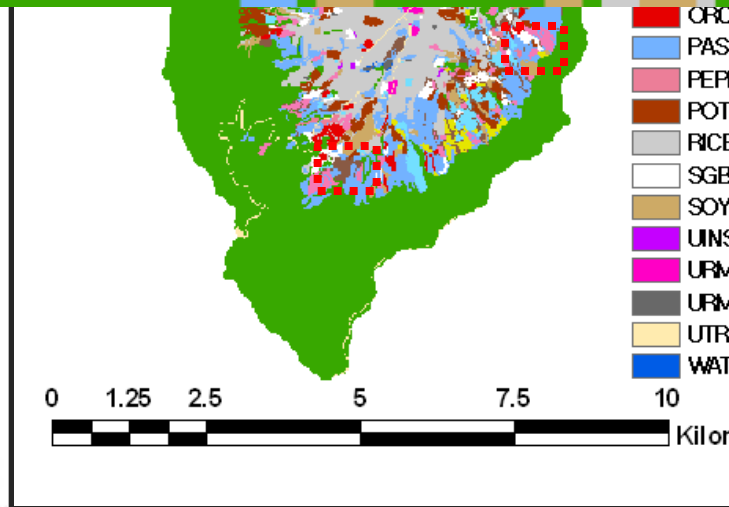 ORC
PAS
PEPI
POT
RICE
SGB
SOY
UINS
URM
URM
UTR
WAT
0 1.25 2.5 5 7.5 10
Kilon